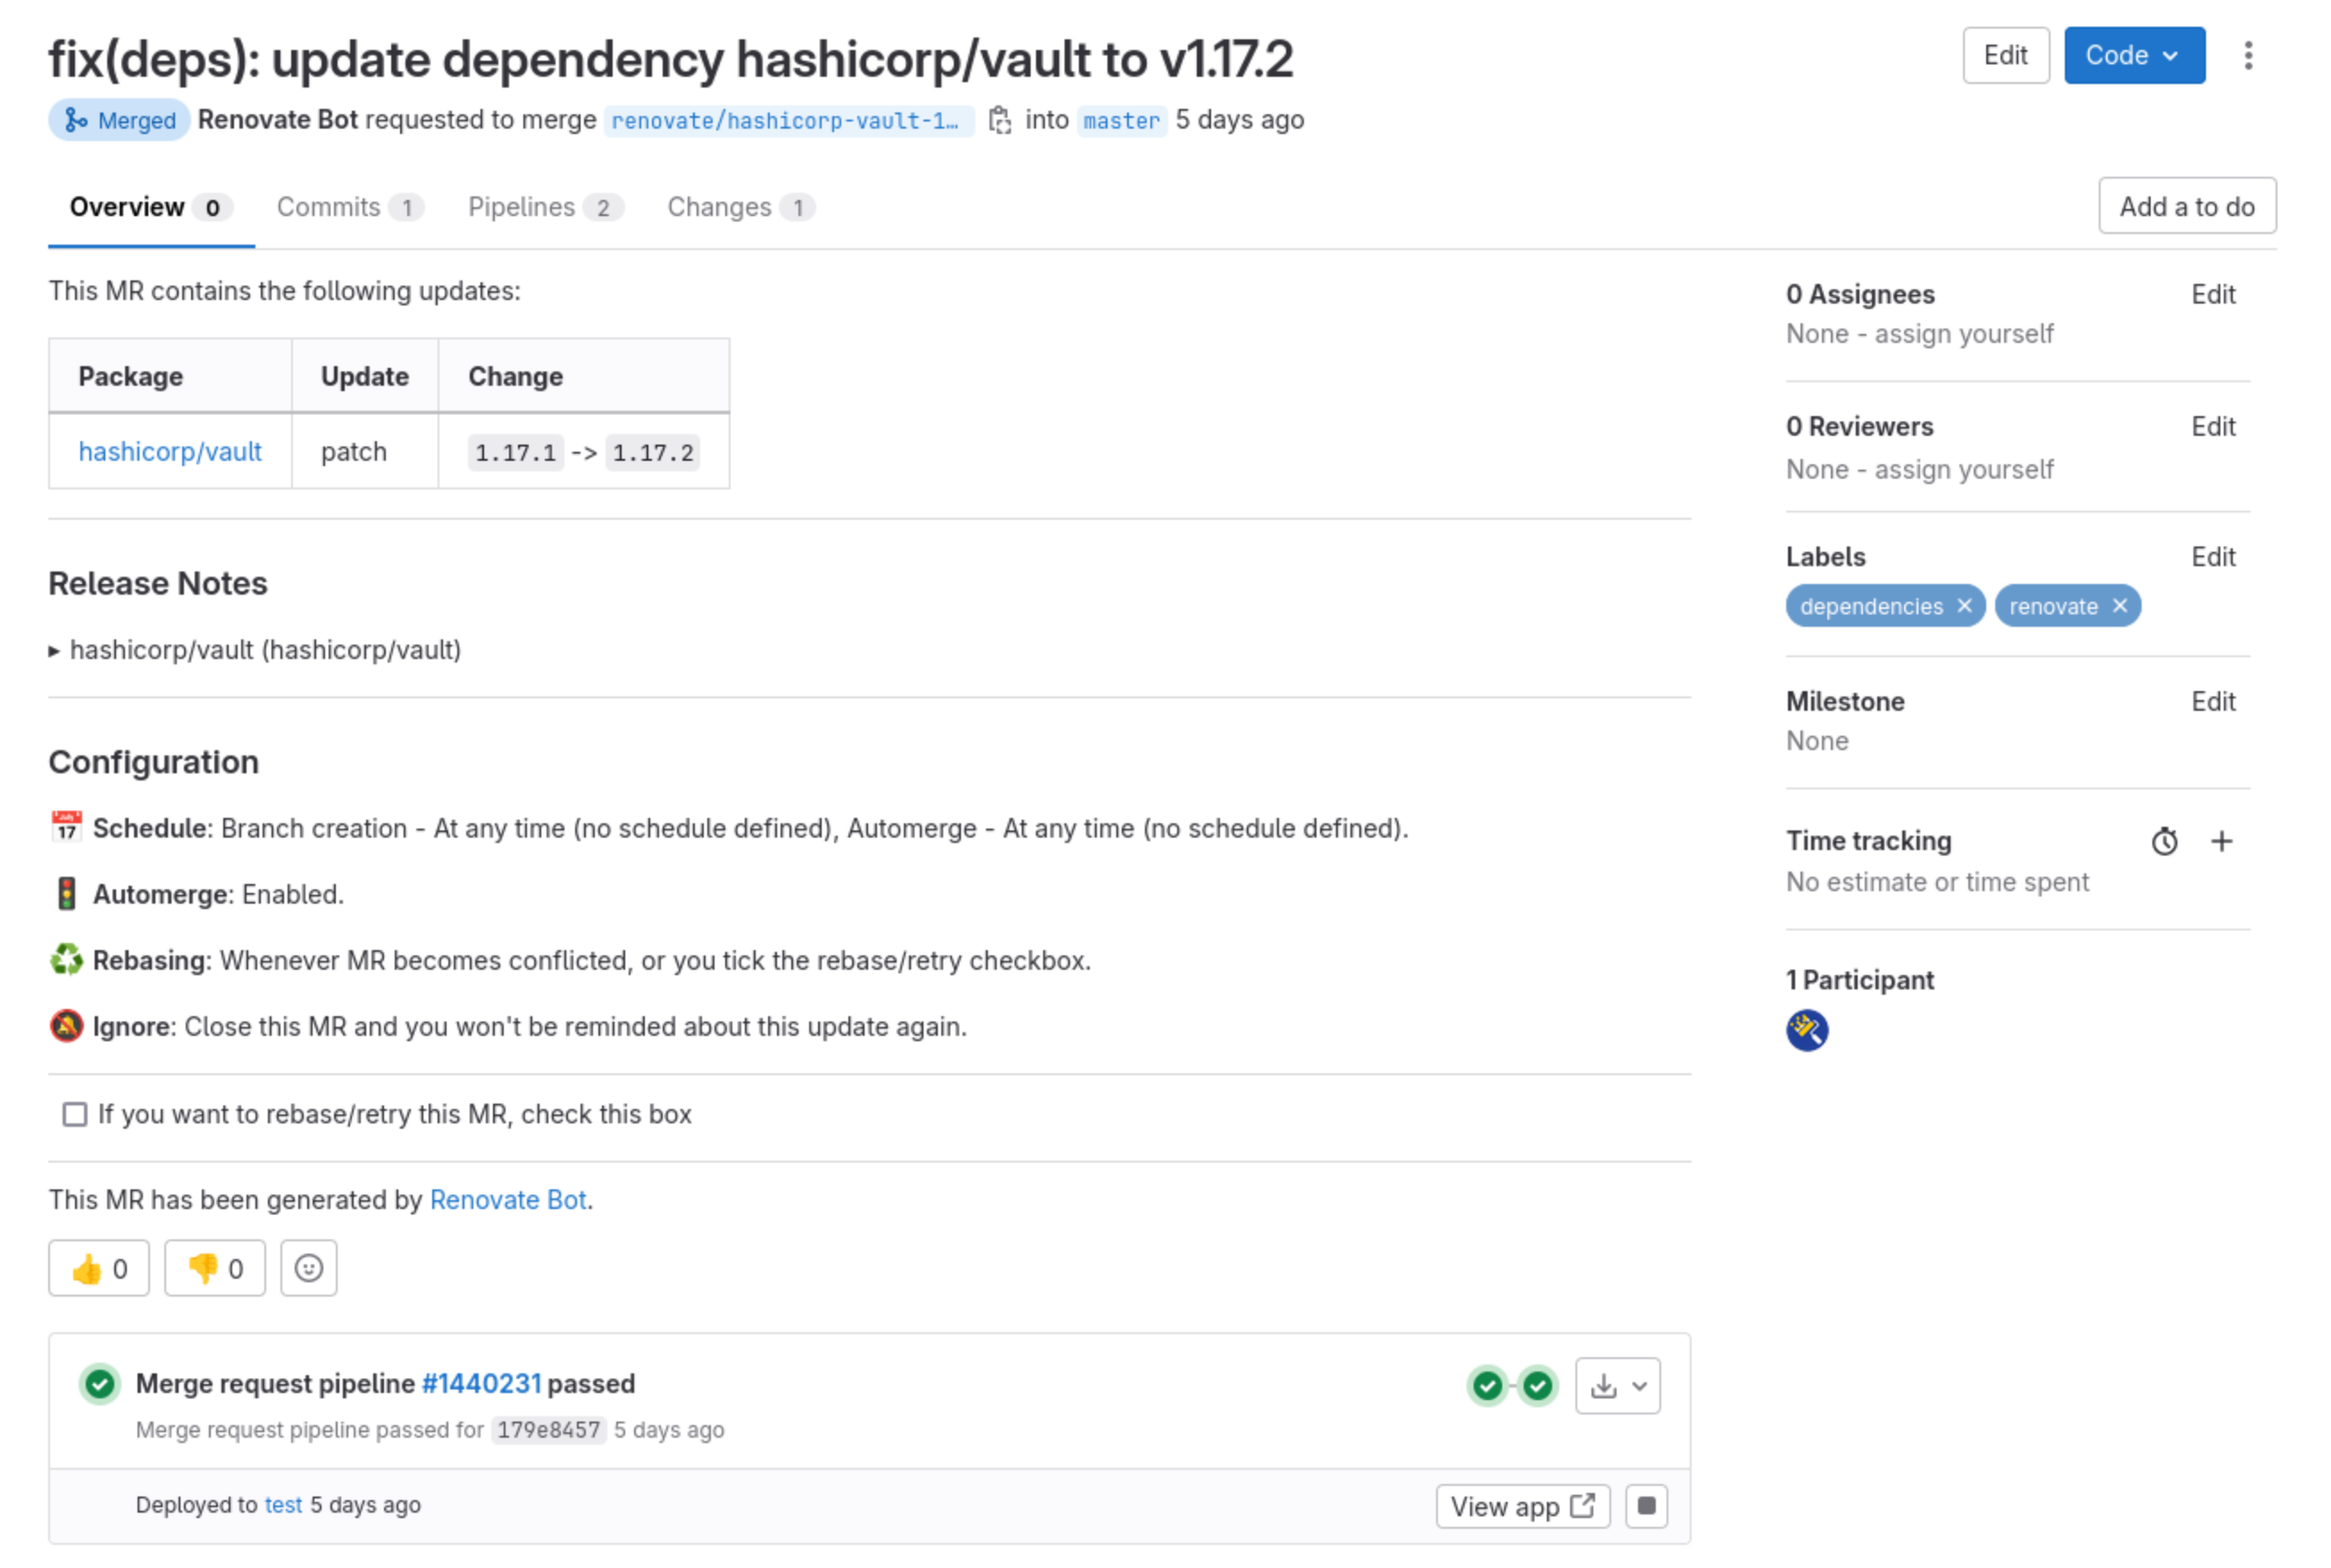 fix(deps): update dependency hashicorp/vault to v1.17.2
Edit
Code
Merged
Renovate Bot requested to merge renovate/hashicorp-vault-1… into master 5 days ago
Overview 0
Commits 1
Pipelines 2
Changes 1
Add a to do
This MR contains the following updates:
Package Update Change
hashicorp/vault patch 1.17.1 -> 1.17.2
Release Notes
▸ hashicorp/vault (hashicorp/vault)
Configuration
📅 Schedule: Branch creation - At any time (no schedule defined), Automerge - At any time (no schedule defined).
🚦 Automerge: Enabled.
♻ Rebasing: Whenever MR becomes conflicted, or you tick the rebase/retry checkbox.
🔕 Ignore: Close this MR and you won't be reminded about this update again.
If you want to rebase/retry this MR, check this box
This MR has been generated by Renovate Bot.
👍 0
👎 0
Merge request pipeline #1440231 passed
Merge request pipeline passed for 179e8457 5 days ago
Deployed to test 5 days ago
View app
0 Assignees
Edit
None - assign yourself
0 Reviewers
Edit
None - assign yourself
Labels
Edit
dependencies ×
renovate ×
Milestone
Edit
None
Time tracking
+
No estimate or time spent
1 Participant